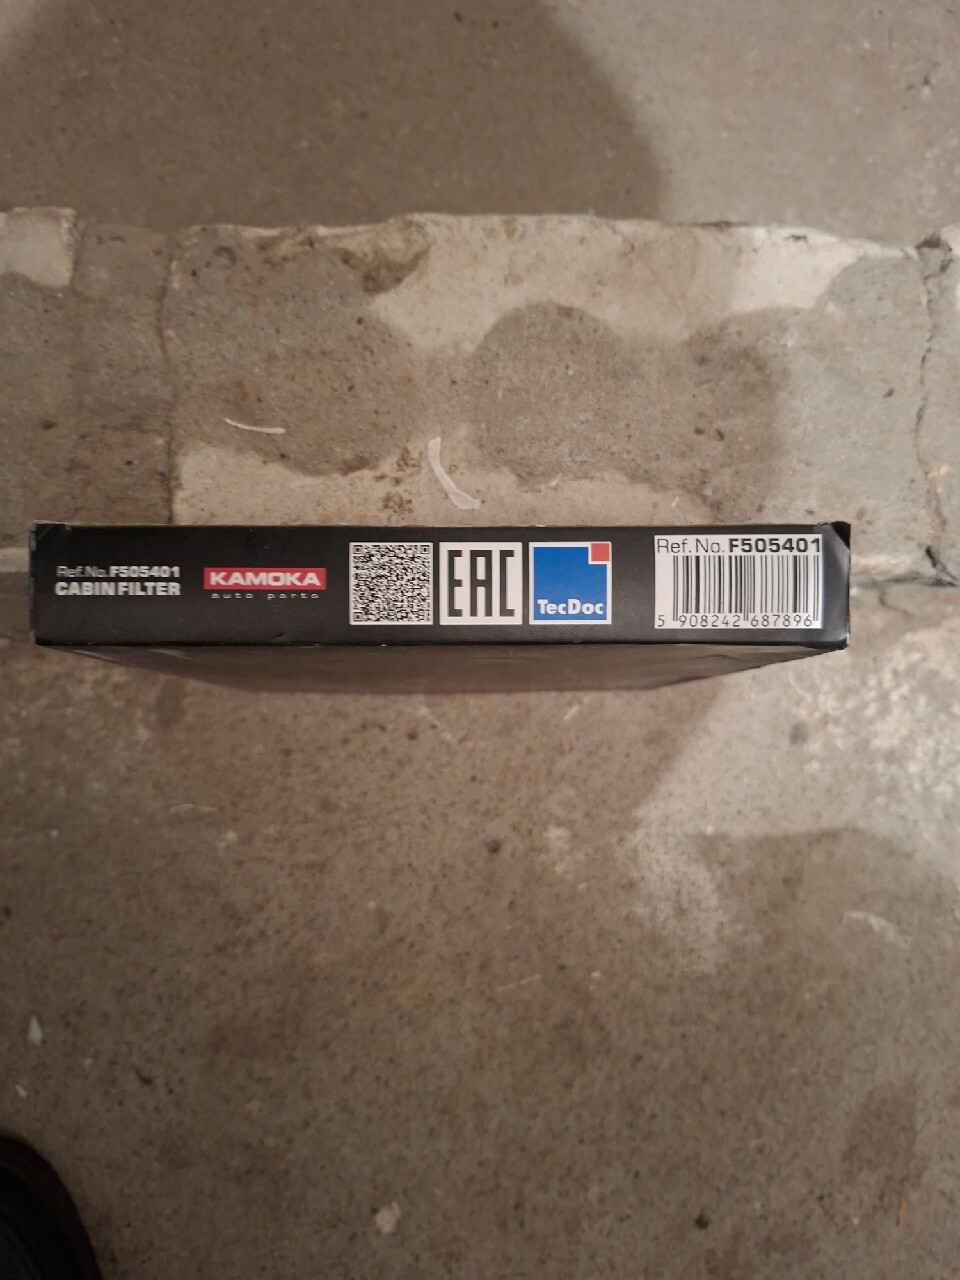 Ref.No.F505401
CABIN FILTER
KAMOKA
auto parts
EAC
TecDoc
Ref. No. F505401
5 908242 687896